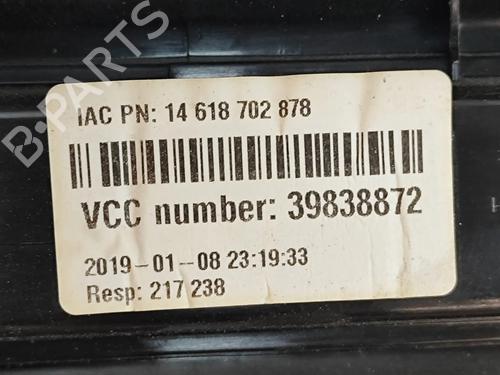 B-PARTS
IAC PN: 14 618 702 878
VCC number: 39838872
2019-01-08 23:19:33
Resp: 217 238